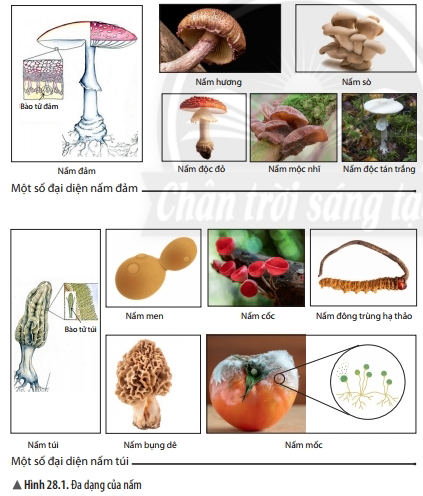 Bào tử đảm
Nấm đảm
Nấm hương
Nấm sò
Nấm độc đỏ
Nấm mộc nhĩ
Nấm độc tán trắng
Một số đại diện nấm đảm
Chân trời sáng tạo
Bào tử túi
Nấm túi
Nấm men
Nấm cốc
Nấm đông trùng hạ thảo
Nấm bụng dê
Nấm mốc
Một số đại diện nấm túi
▲ Hình 28.1. Đa dạng của nấm